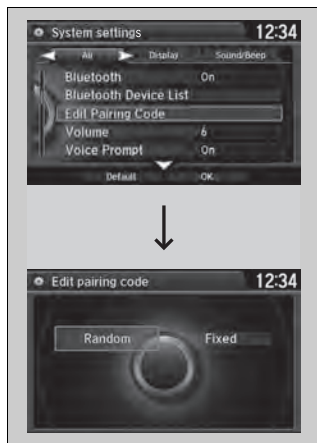 System settings 12:34
All Display Sound/Beep
Bluetooth On
Bluetooth Device List
Edit Pairing Code
Volume 6
Voice Prompt On
Default OK
Edit pairing code 12:34
Random Fixed